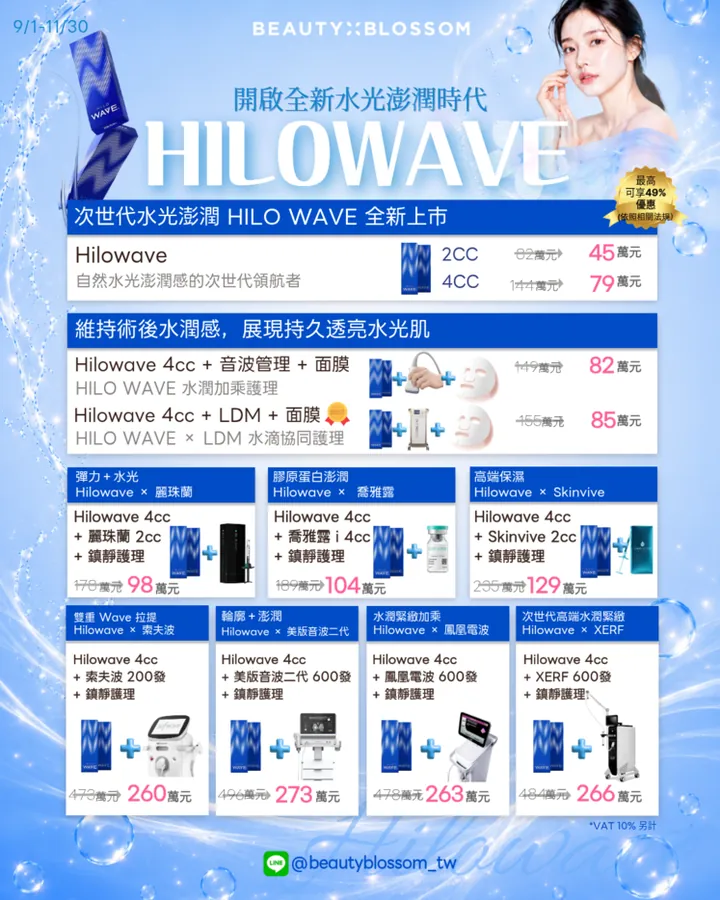 9/1-11/30
BEAUTY BLOSSOM
開啟全新水光澎潤時代
HILOWAVE
WAVE
最高
可享49%
優惠
(依照相關法規)
次世代水光澎潤 HILO WAVE 全新上市
Hilowave
自然水光澎潤感的次世代領航者
2CC 82萬元 45萬元
4CC 144萬元 79萬元
維持術後水潤感，展現持久透亮水光肌
Hilowave 4cc + 音波管理 + 面膜 149萬元 82萬元
HILO WAVE 水潤加乘護理
Hilowave 4cc + LDM + 面膜 155萬元 85萬元
HILO WAVE × LDM 水滴協同護理
彈力 + 水光
Hilowave × 麗珠蘭
Hilowave 4cc
+ 麗珠蘭 2cc
+ 鎮靜護理
178萬元 98萬元
膠原蛋白澎潤
Hilowave × 喬雅露
Hilowave 4cc
+ 喬雅露 i 4cc
+ 鎮靜護理
189萬元 104萬元
高端保濕
Hilowave × Skinvive
Hilowave 4cc
+ Skinvive 2cc
+ 鎮靜護理
235萬元 129萬元
雙重 Wave 拉提
Hilowave × 索夫波
Hilowave 4cc
+ 索夫波 200發
+ 鎮靜護理
473萬元 260萬元
輪廓 + 澎潤
Hilowave × 美版音波二代
Hilowave 4cc
+ 美版音波二代 600發
+ 鎮靜護理
496萬元 273萬元
水潤緊緻加乘
Hilowave × 鳳凰電波
Hilowave 4cc
+ 鳳凰電波 600發
+ 鎮靜護理
478萬元 263萬元
次世代高端水潤緊緻
Hilowave × XERF
Hilowave 4cc
+ XERF 600發
+ 鎮靜護理
484萬元 266萬元
*VAT 10% 另計
Hilowave
LINE @beautyblossom_tw